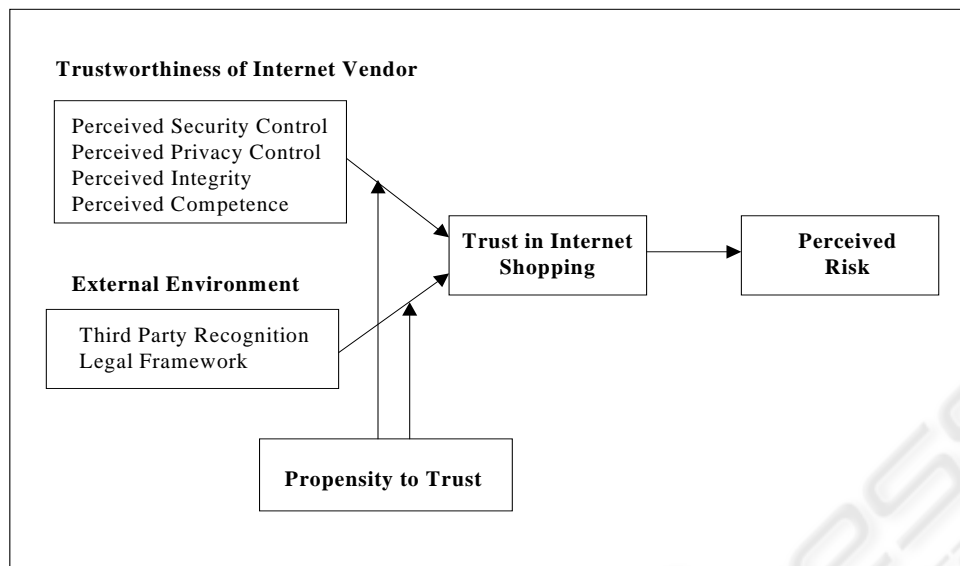 Trustworthiness of Internet Vendor
Perceived Security Control
Perceived Privacy Control
Perceived Integrity
Perceived Competence
Trust in Internet
Shopping
Perceived
Risk
External Environment
Third Party Recognition
Legal Framework
Propensity to Trust